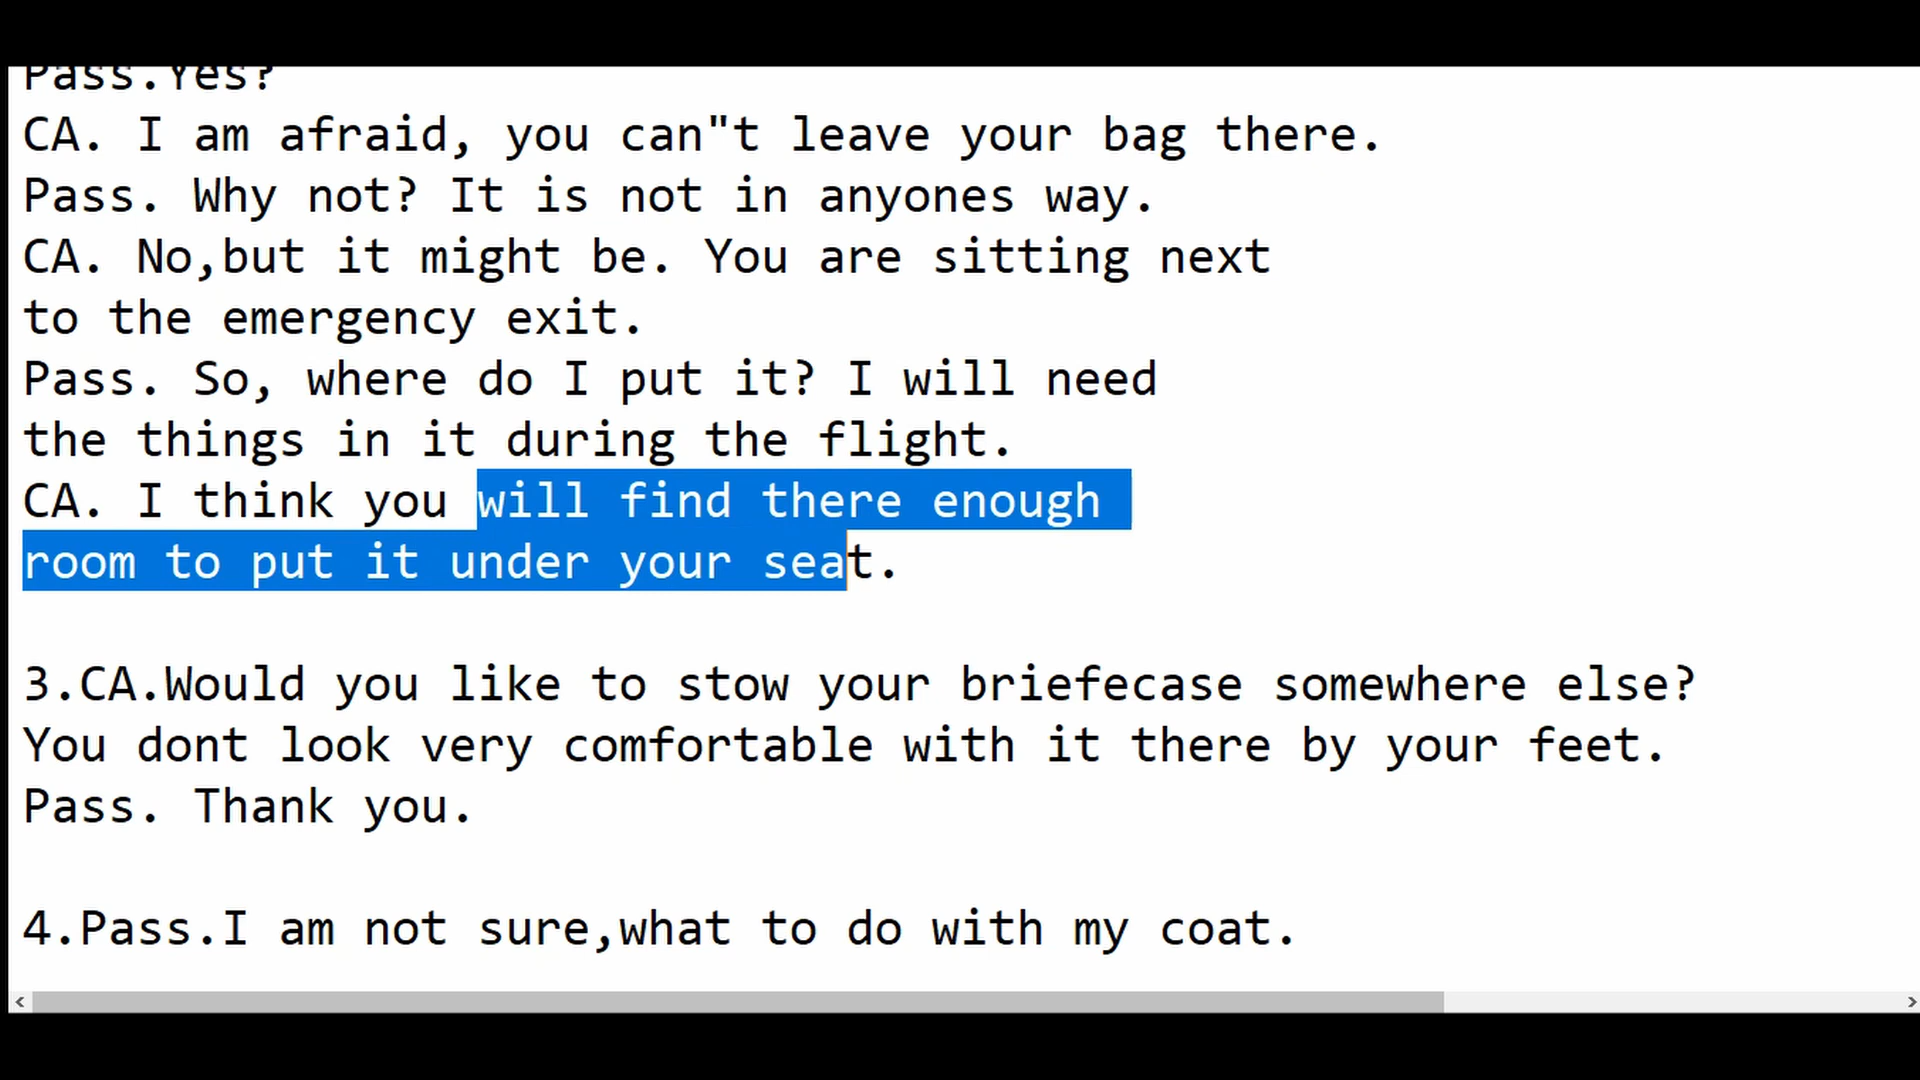 Pass.Yes?
CA. I am afraid, you can"t leave your bag there.
Pass. Why not? It is not in anyones way.
CA. No,but it might be. You are sitting next
to the emergency exit.
Pass. So, where do I put it? I will need
the things in it during the flight.
CA. I think you will find there enough
room to put it under your seat.
3.CA.Would you like to stow your briefecase somewhere else?
You dont look very comfortable with it there by your feet.
Pass. Thank you.
4.Pass.I am not sure,what to do with my coat.